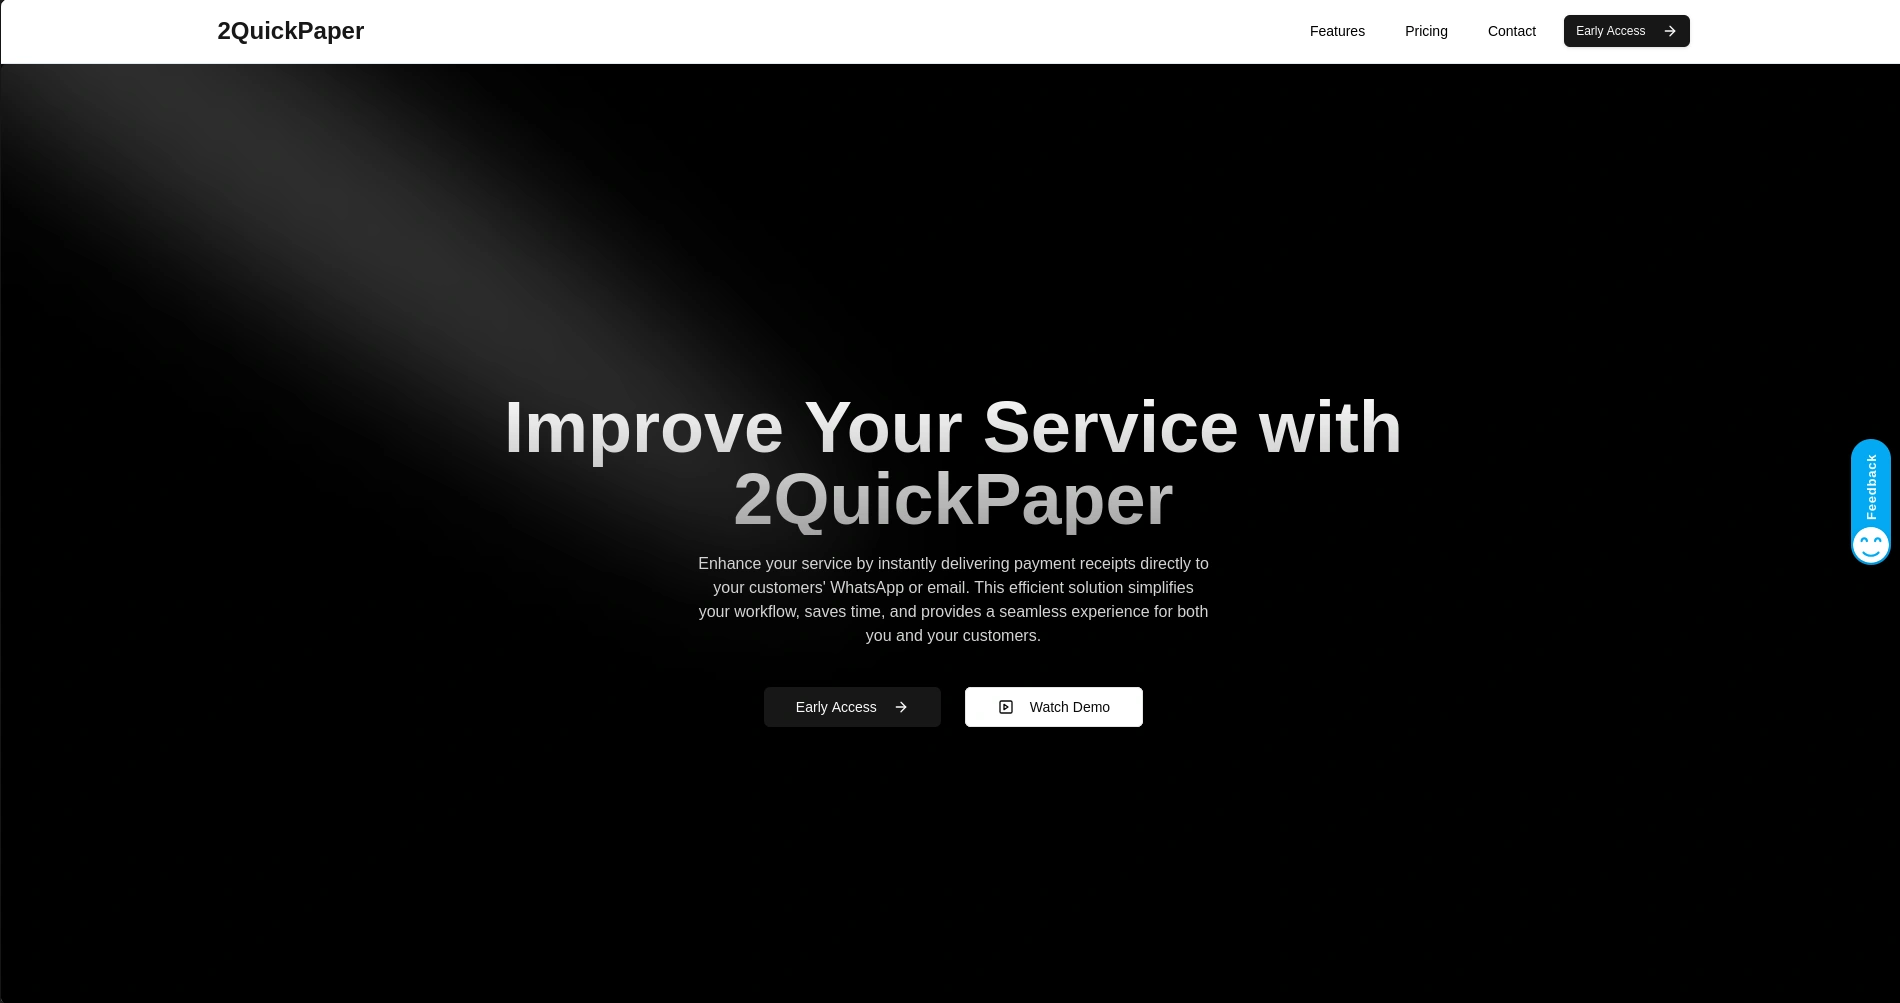 2QuickPaper
Features
Pricing
Contact
Early Access
Improve Your Service with
2QuickPaper
Enhance your service by instantly delivering payment receipts directly to
your customers' WhatsApp or email. This efficient solution simplifies
your workflow, saves time, and provides a seamless experience for both
you and your customers.
Early Access
Watch Demo
Feedback